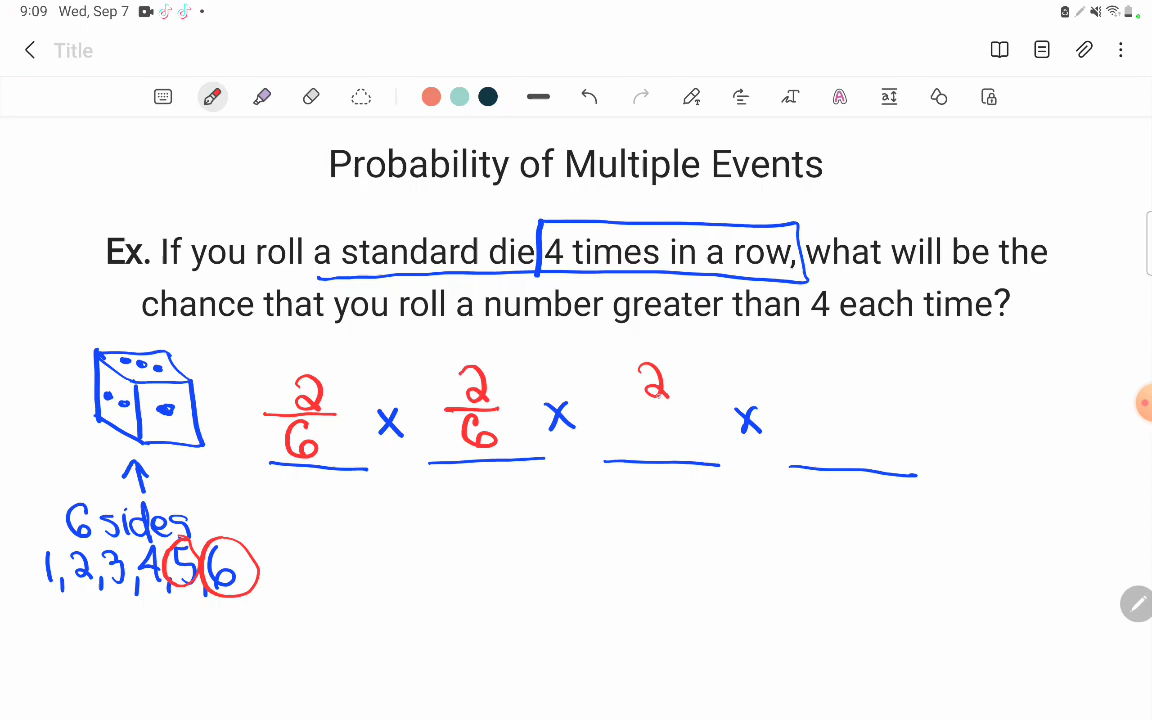 9:09 Wed, Sep 7
Title
Probability of Multiple Events
Ex. If you roll a standard die 4 times in a row, what will be the
chance that you roll a number greater than 4 each time?
2 2 2
x x x
6 6
6 sides
1, 2, 3, 4, 5, 6